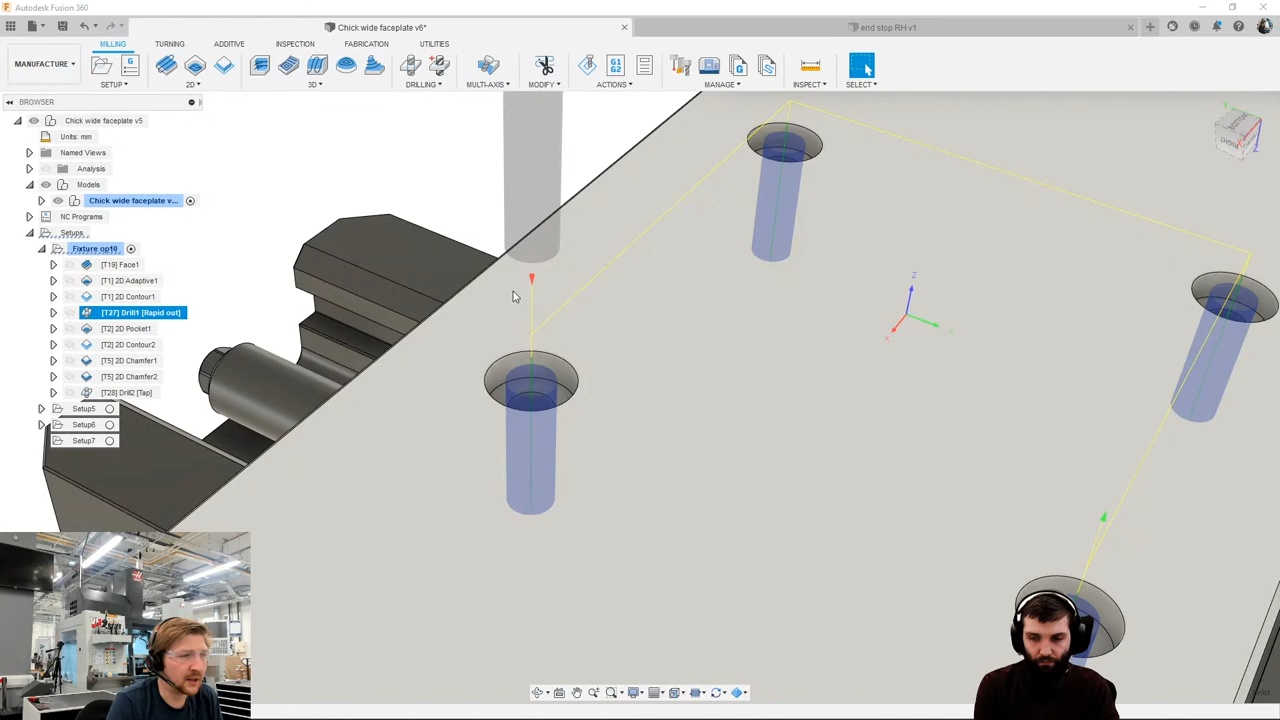 Autodesk Fusion 360
Chick wide faceplate v6*
end stop RH v1
MILLING TURNING ADDITIVE INSPECTION FABRICATION UTILITIES
MANUFACTURE
G
G1
G2
G
SETUP 2D 3D DRILLING MULTI-AXIS MODIFY ACTIONS MANAGE INSPECT SELECT
BROWSER
Chick wide faceplate v5
Units: mm
Named Views
Analysis
Models
Chick wide faceplate v...
NC Programs
Setups
Fixture op10
[T19] Face1
[T1] 2D Adaptive1
[T1] 2D Contour1
[T27] Drill1 [Rapid out]
[T2] 2D Pocket1
[T2] 2D Contour2
[T5] 2D Chamfer1
[T5] 2D Chamfer2
[T28] Drill2 [Tap]
Setup5
Setup6
Setup7
Z
X
RIGHT